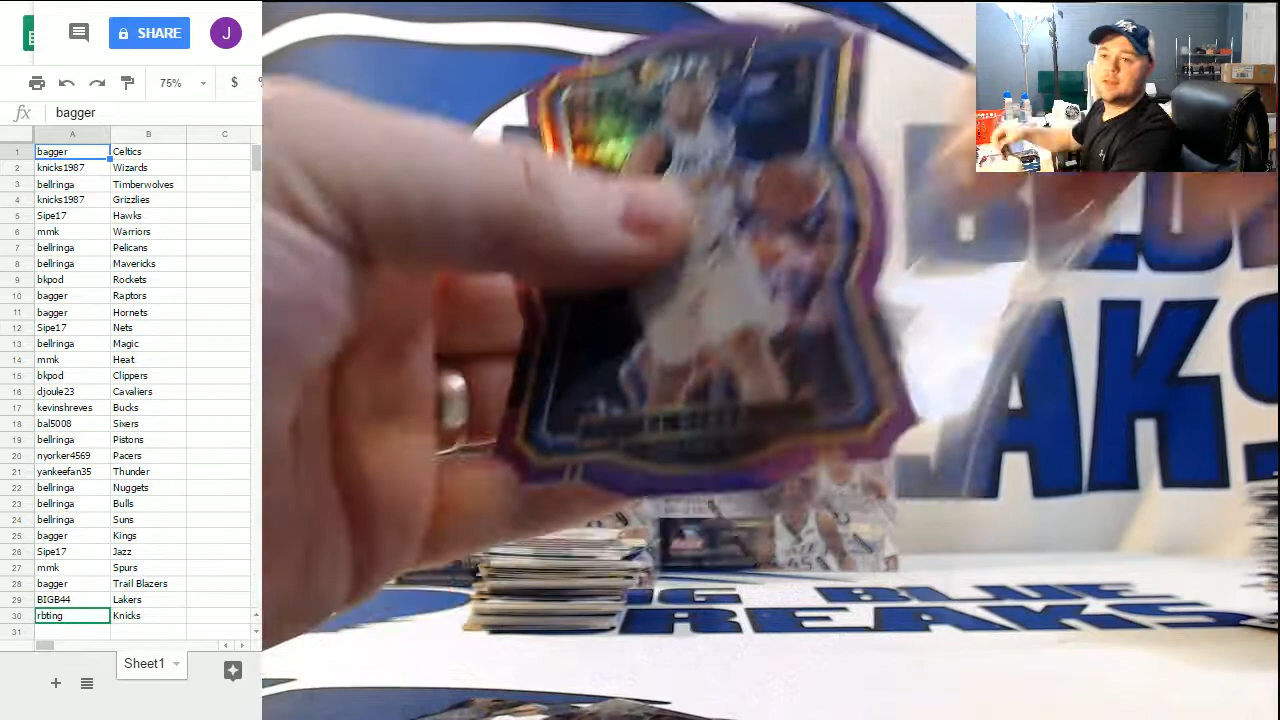 SHARE
J
75%
$
fx bagger
A B C
1 bagger Celtics
2 knicks1987 Wizards
3 bellringa Timberwolves
4 knicks1987 Grizzlies
5 Sipe17 Hawks
6 mmk Warriors
7 bellringa Pelicans
8 bellringa Mavericks
9 bkpod Rockets
10 bagger Raptors
11 bagger Hornets
12 Sipe17 Nets
13 bellringa Magic
14 mmk Heat
15 bkpod Clippers
16 djoule23 Cavaliers
17 kevinshreves Bucks
18 bal5008 Sixers
19 bellringa Pistons
20 nyorker4569 Pacers
21 yankeefan35 Thunder
22 bellringa Nuggets
23 bellringa Bulls
24 bellringa Suns
25 bagger Kings
26 Sipe17 Jazz
27 mmk Spurs
28 bagger Trail Blazers
29 BIGB44 Lakers
30 rbting Knicks
31
Sheet1